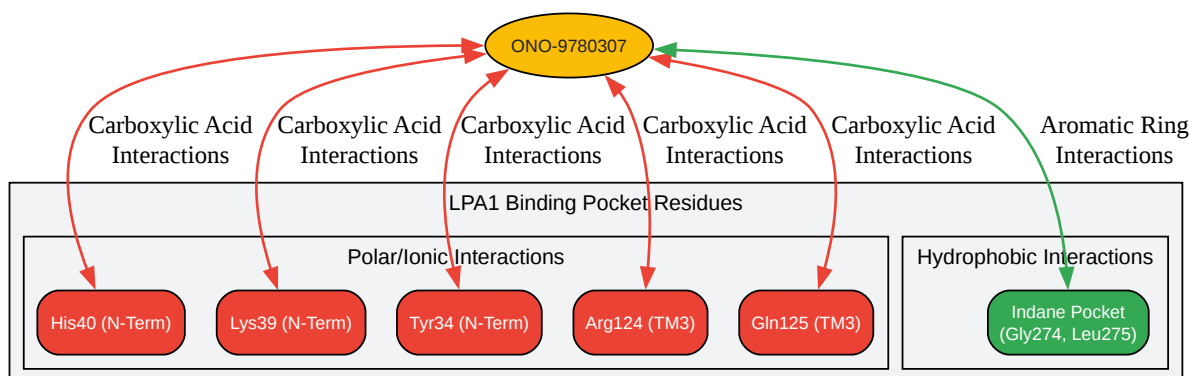 ONO-9780307
Carboxylic Acid
Interactions
Carboxylic Acid
Interactions
Carboxylic Acid
Interactions
Carboxylic Acid
Interactions
Carboxylic Acid
Interactions
Aromatic Ring
Interactions
LPA1 Binding Pocket Residues
Polar/Ionic Interactions
Hydrophobic Interactions
His40 (N-Term)
Lys39 (N-Term)
Tyr34 (N-Term)
Arg124 (TM3)
Gln125 (TM3)
Indane Pocket
(Gly274, Leu275)